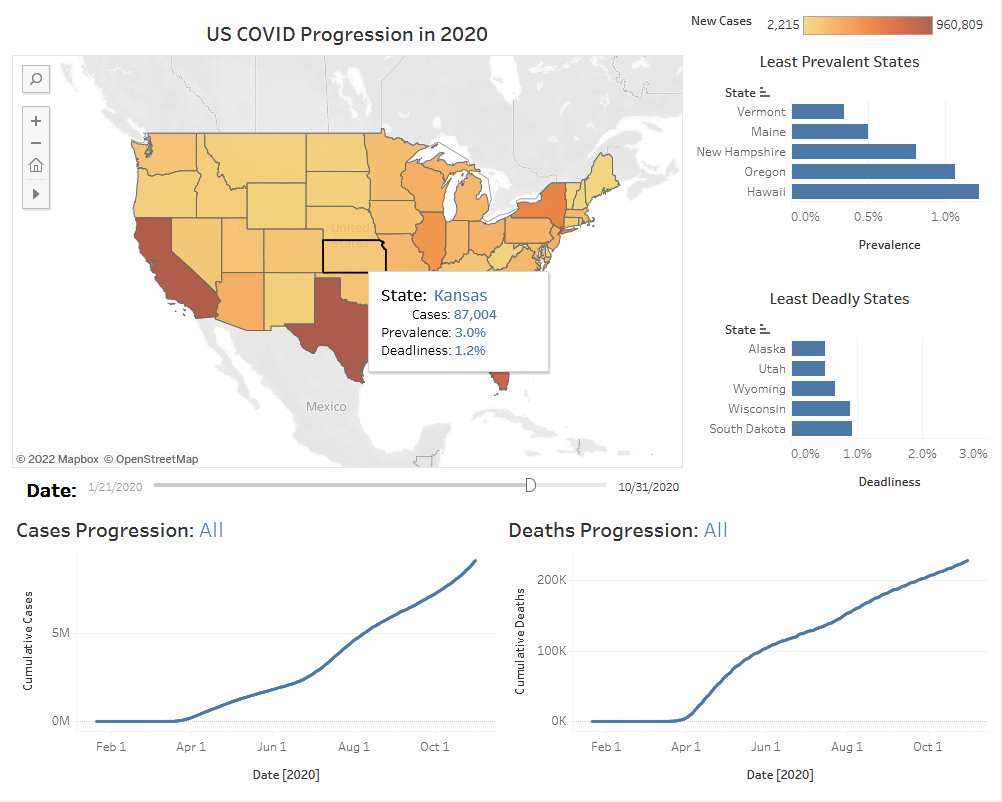 US COVID Progression in 2020
New Cases 2,215 960,809
United
States
State: Kansas
Cases: 87,004
Prevalence: 3.0%
Deadliness: 1.2%
Mexico
© 2022 Mapbox © OpenStreetMap
Least Prevalent States
State
Vermont
Maine
New Hampshire
Oregon
Hawaii
0.0% 0.5% 1.0%
Prevalence
Least Deadly States
State
Alaska
Utah
Wyoming
Wisconsin
South Dakota
0.0% 1.0% 2.0% 3.0%
Deadliness
Date: 1/21/2020 10/31/2020
Cases Progression: All
Cumulative Cases
5M
0M
Feb 1 Apr 1 Jun 1 Aug 1 Oct 1
Date [2020]
Deaths Progression: All
Cumulative Deaths
200K
100K
0K
Feb 1 Apr 1 Jun 1 Aug 1 Oct 1
Date [2020]